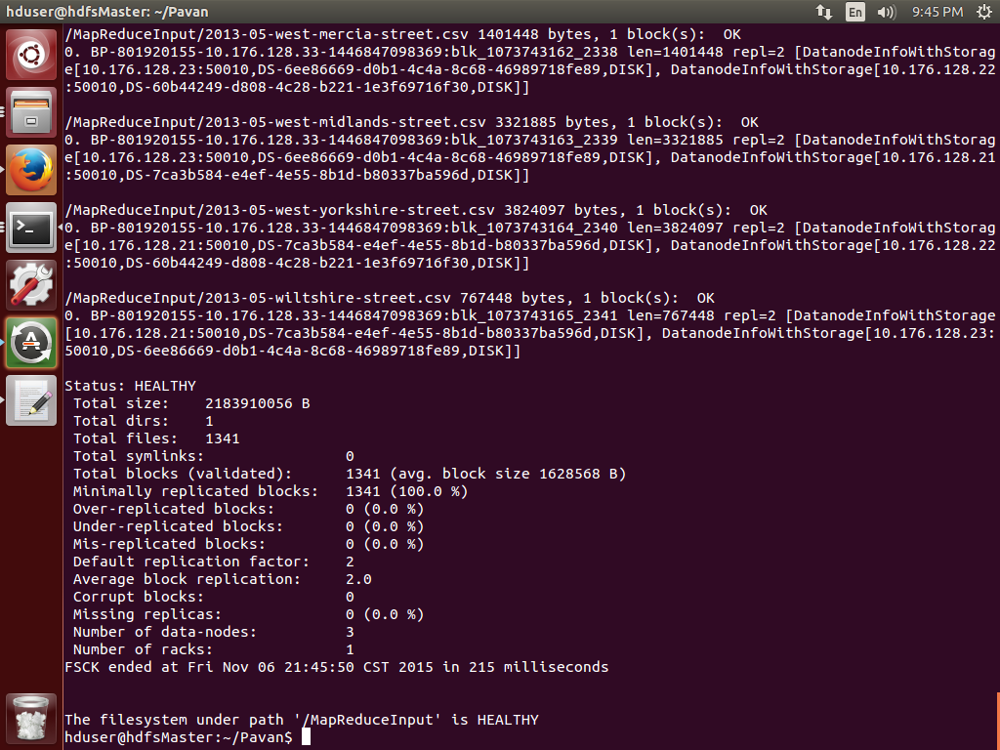 hduser@hdfsMaster: ~/Pavan
En
9:45 PM
/MapReduceInput/2013-05-west-mercia-street.csv 1401448 bytes, 1 block(s):  OK
0. BP-801920155-10.176.128.33-1446847098369:blk_1073743162_2338 len=1401448 repl=2 [DatanodeInfoWithStorag
e[10.176.128.23:50010,DS-6ee86669-d0b1-4c4a-8c68-46989718fe89,DISK], DatanodeInfoWithStorage[10.176.128.22
:50010,DS-60b44249-d808-4c28-b221-1e3f69716f30,DISK]]
/MapReduceInput/2013-05-west-midlands-street.csv 3321885 bytes, 1 block(s):  OK
0. BP-801920155-10.176.128.33-1446847098369:blk_1073743163_2339 len=3321885 repl=2 [DatanodeInfoWithStorag
e[10.176.128.23:50010,DS-6ee86669-d0b1-4c4a-8c68-46989718fe89,DISK], DatanodeInfoWithStorage[10.176.128.21
:50010,DS-7ca3b584-e4ef-4e55-8b1d-b80337ba596d,DISK]]
/MapReduceInput/2013-05-west-yorkshire-street.csv 3824097 bytes, 1 block(s):  OK
0. BP-801920155-10.176.128.33-1446847098369:blk_1073743164_2340 len=3824097 repl=2 [DatanodeInfoWithStorag
e[10.176.128.21:50010,DS-7ca3b584-e4ef-4e55-8b1d-b80337ba596d,DISK], DatanodeInfoWithStorage[10.176.128.22
:50010,DS-60b44249-d808-4c28-b221-1e3f69716f30,DISK]]
/MapReduceInput/2013-05-wiltshire-street.csv 767448 bytes, 1 block(s):  OK
0. BP-801920155-10.176.128.33-1446847098369:blk_1073743165_2341 len=767448 repl=2 [DatanodeInfoWithStorage
[10.176.128.21:50010,DS-7ca3b584-e4ef-4e55-8b1d-b80337ba596d,DISK], DatanodeInfoWithStorage[10.176.128.23:
50010,DS-6ee86669-d0b1-4c4a-8c68-46989718fe89,DISK]]
Status: HEALTHY
Total size:    2183910056 B
Total dirs:    1
Total files:   1341
Total symlinks:                0
Total blocks (validated):      1341 (avg. block size 1628568 B)
Minimally replicated blocks:   1341 (100.0 %)
Over-replicated blocks:        0 (0.0 %)
Under-replicated blocks:       0 (0.0 %)
Mis-replicated blocks:         0 (0.0 %)
Default replication factor:    2
Average block replication:     2.0
Corrupt blocks:                0
Missing replicas:              0 (0.0 %)
Number of data-nodes:          3
Number of racks:               1
FSCK ended at Fri Nov 06 21:45:50 CST 2015 in 215 milliseconds
The filesystem under path '/MapReduceInput' is HEALTHY
hduser@hdfsMaster:~/Pavan$